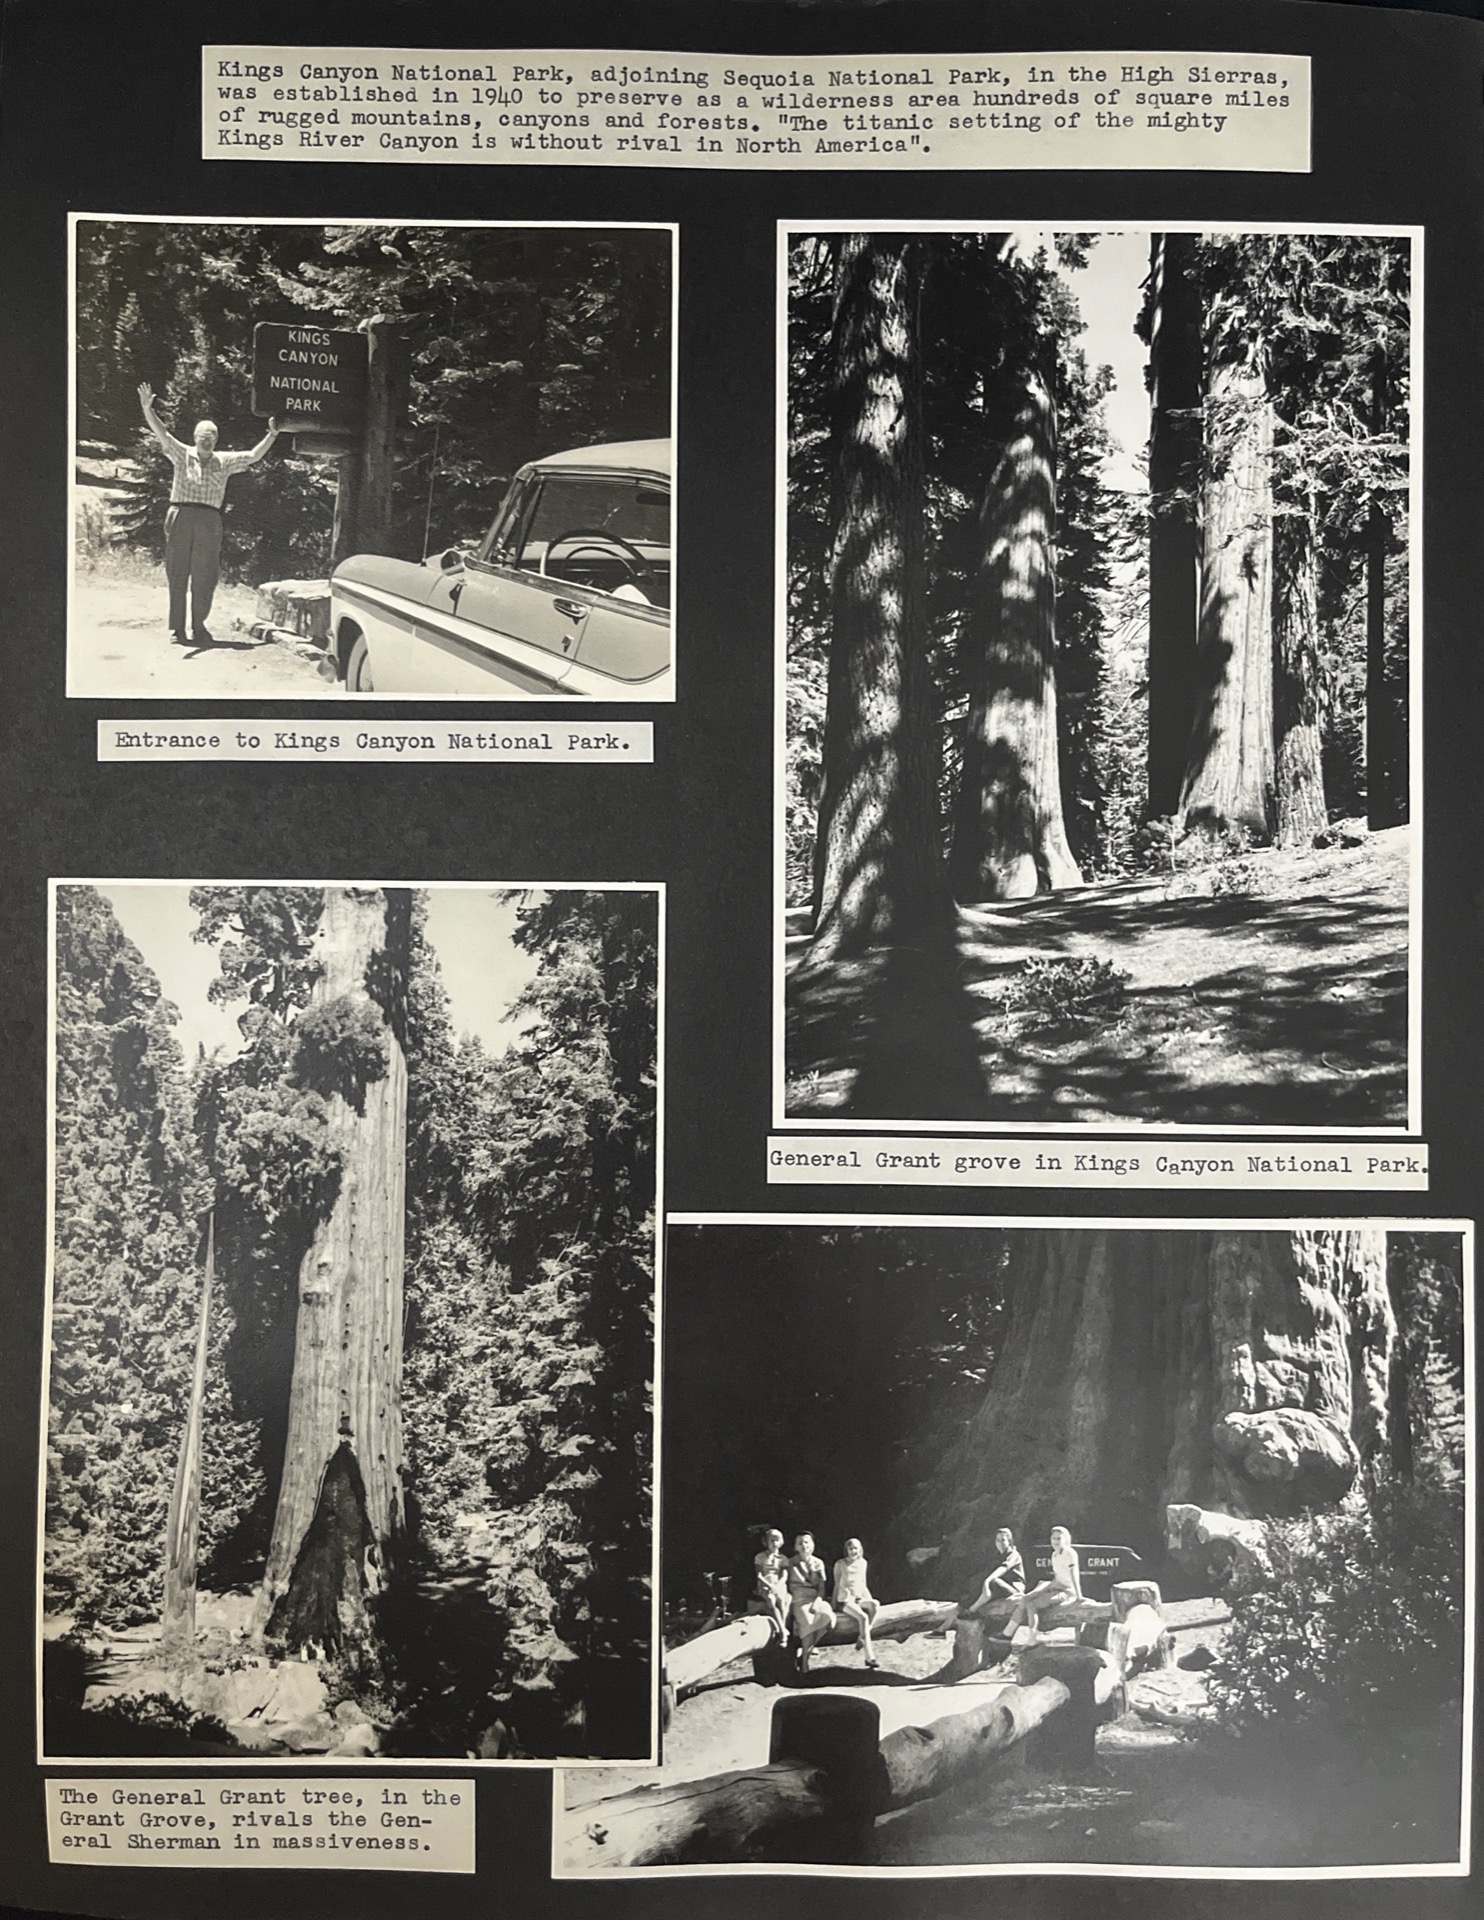 Kings Canyon National Park, adjoining Sequoia National Park, in the High Sierras,
was established in 1940 to preserve as a wilderness area hundreds of square miles
of rugged mountains, canyons and forests. "The titanic setting of the mighty
Kings River Canyon is without rival in North America".
KINGS
CANYON
NATIONAL
PARK
Entrance to Kings Canyon National Park.
General Grant grove in Kings Canyon National Park.
GEN GRANT
The General Grant tree, in the
Grant Grove, rivals the Gen-
eral Sherman in massiveness.